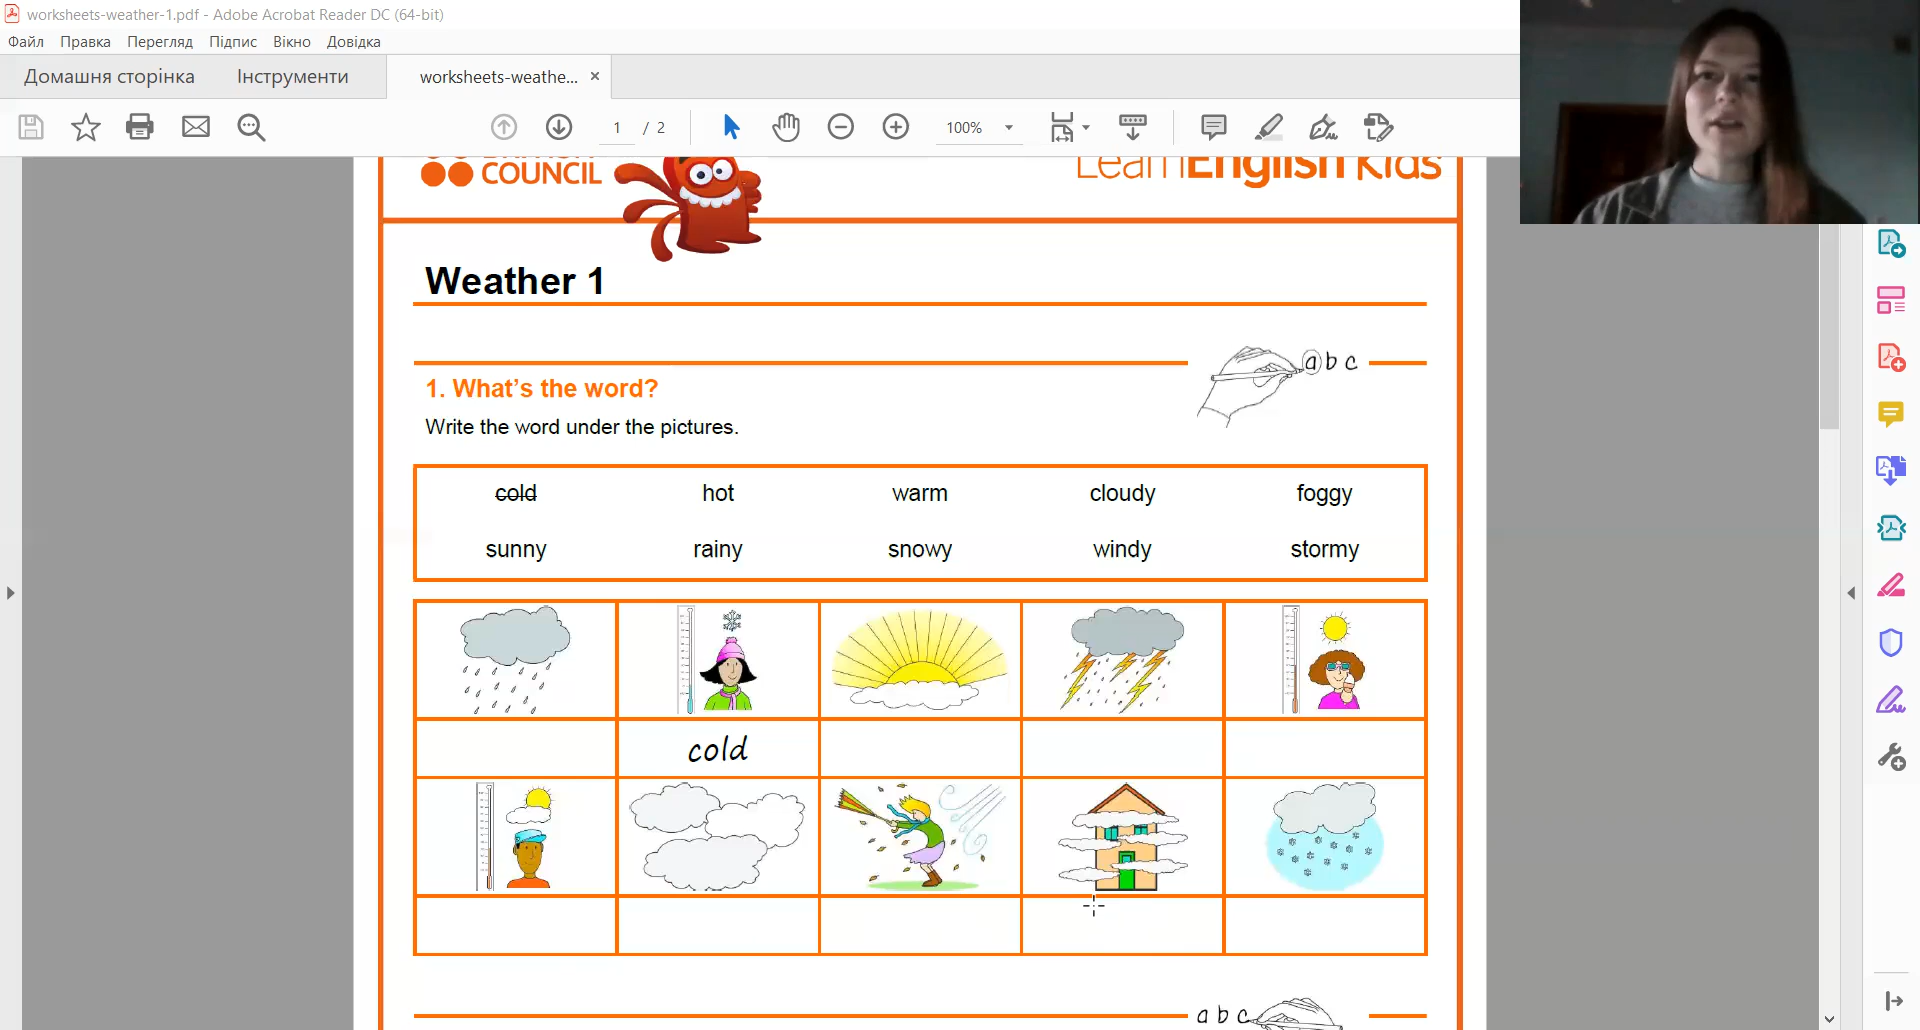 worksheets-weather-1.pdf - Adobe Acrobat Reader DC (64-bit)
Файл Правка Перегляд Підпис Вікно Довідка
Домашня сторінка Інструменти worksheets-weathe... ×
1 / 2 100%
COUNCIL LearnEnglish Kids
Weather 1
a b c
1. What's the word?
Write the word under the pictures.
cold hot warm cloudy foggy
sunny rainy snowy windy stormy
cold
a b c